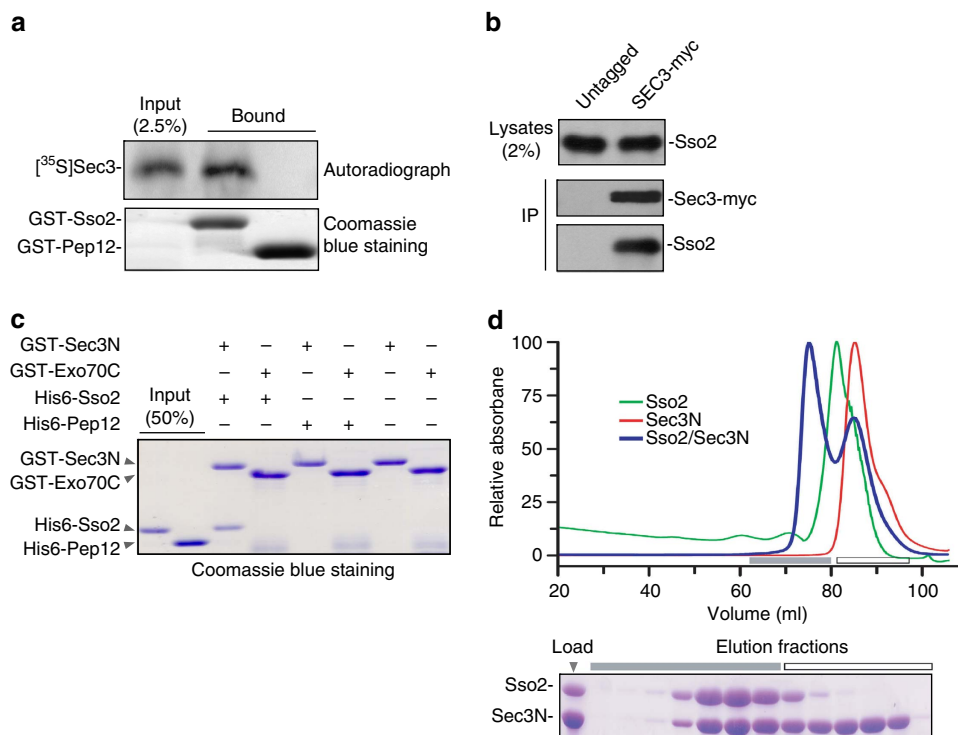 a
Input
(2.5%)
Bound
[³⁵S]Sec3-
Autoradiograph
GST-Sso2-
GST-Pep12-
Coomassie
blue staining
b
Untagged
SEC3-myc
Lysates
(2%)
-Sso2
IP
-Sec3-myc
-Sso2
c
GST-Sec3N + – + – + –
GST-Exo70C – + – + – +
His6-Sso2 + + – – – –
His6-Pep12 – – + + – –
Input
(50%)
GST-Sec3N
GST-Exo70C
His6-Sso2
His6-Pep12
Coomassie blue staining
d
Relative absorbane
100
75
50
25
0
Sso2
Sec3N
Sso2/Sec3N
20 40 60 80 100
Volume (ml)
Load
Elution fractions
Sso2-
Sec3N-